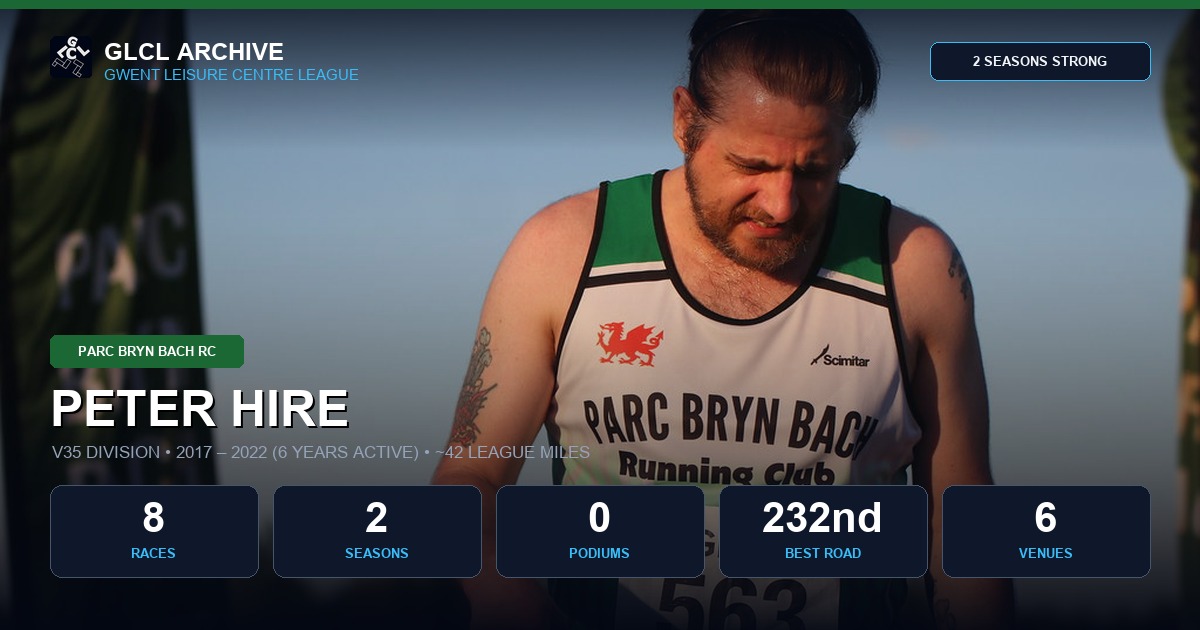 GLCL ARCHIVE
GWENT LEISURE CENTRE LEAGUE
2 SEASONS STRONG
PARC
Scimitar
PARC BRYN BACH
Running Club
PARC BRYN BACH RC
PETER HIRE
V35 DIVISION • 2017 – 2022 (6 YEARS ACTIVE) • ~42 LEAGUE MILES
8
RACES
2
SEASONS
0
PODIUMS
232nd
BEST ROAD
6
VENUES
563